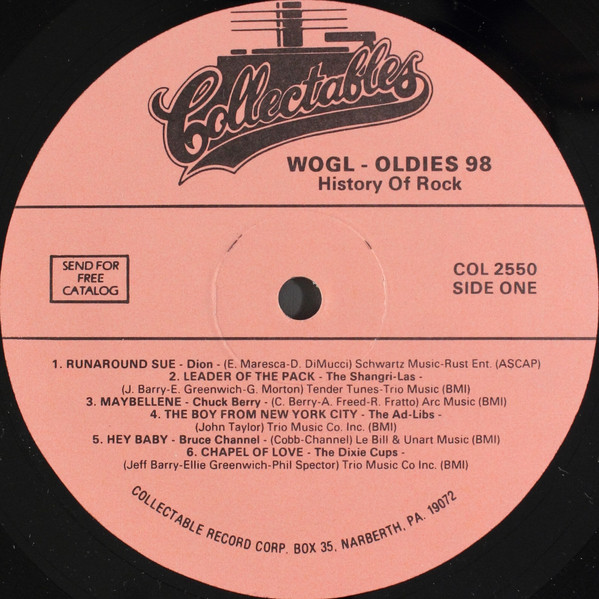 Collectables
WOGL - OLDIES 98
History Of Rock
SEND FOR
FREE
CATALOG
COL 2550
SIDE ONE
1. RUNAROUND SUE - Dion - (E. Maresca-D. DiMucci) Schwartz Music-Rust Ent. (ASCAP)
2. LEADER OF THE PACK - The Shangri-Las -
(J. Barry-E. Greenwich-G. Morton) Tender Tunes-Trio Music (BMI)
3. MAYBELLENE - Chuck Berry - (C. Berry-A. Freed-R. Fratto) Arc Music (BMI)
4. THE BOY FROM NEW YORK CITY - The Ad-Libs -
(John Taylor) Trio Music Co. Inc. (BMI)
5. HEY BABY - Bruce Channel - (Cobb-Channel) Le Bill & Unart Music (BMI)
6. CHAPEL OF LOVE - The Dixie Cups -
(Jeff Barry-Ellie Greenwich-Phil Spector) Trio Music Co Inc. (BMI)
COLLECTABLE RECORD CORP. BOX 35, NARBERTH, PA. 19072